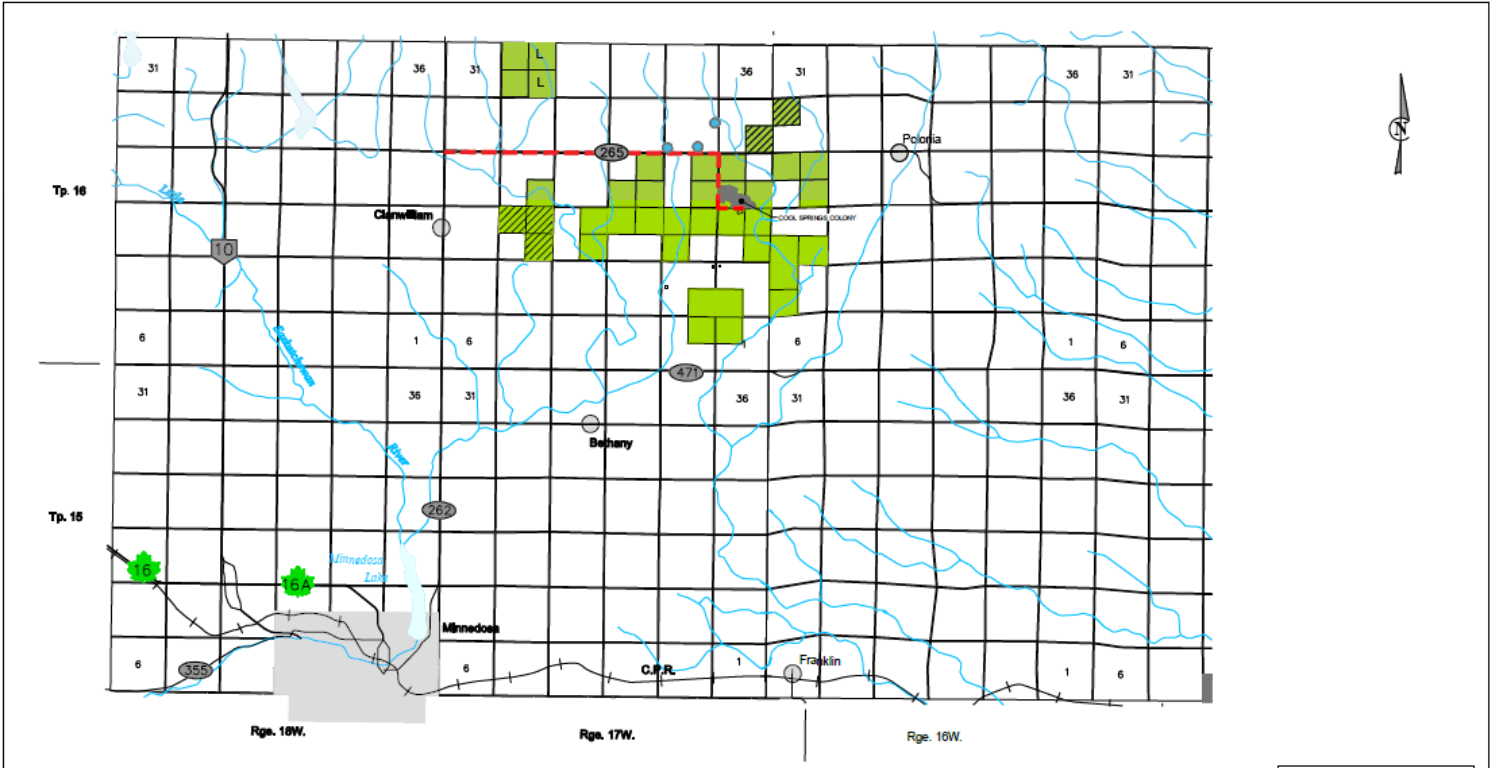 L
31
36
31
36
31
36
31
L
N
Polonia
265
Tp. 16
Little
Clanwilliam
COOL SPRINGS COLONY
10
Saskatchewan
6
1
6
6
1
6
471
31
36
31
36
31
36
31
Bethany
River
262
Tp. 15
Minnedosa
Lake
16
16A
Minnedosa
6
355
6
C.P.R.
1
Franklin
1
6
Rge. 18W.
Rge. 17W.
Rge. 16W.